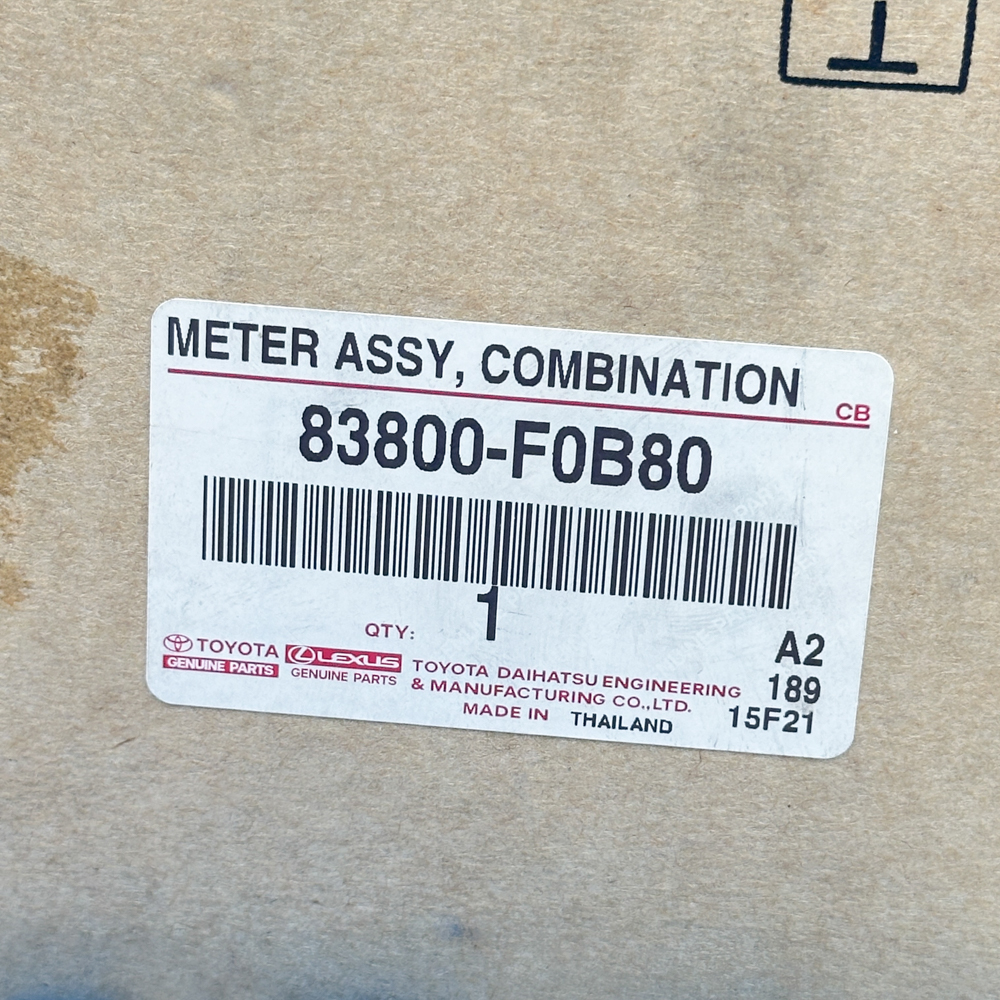 METER ASSY, COMBINATION
CB
83800-F0B80
QTY: 1
TOYOTA
GENUINE PARTS
LEXUS
GENUINE PARTS
TOYOTA DAIHATSU ENGINEERING
& MANUFACTURING CO.,LTD.
MADE IN THAILAND
A2
189
15F21